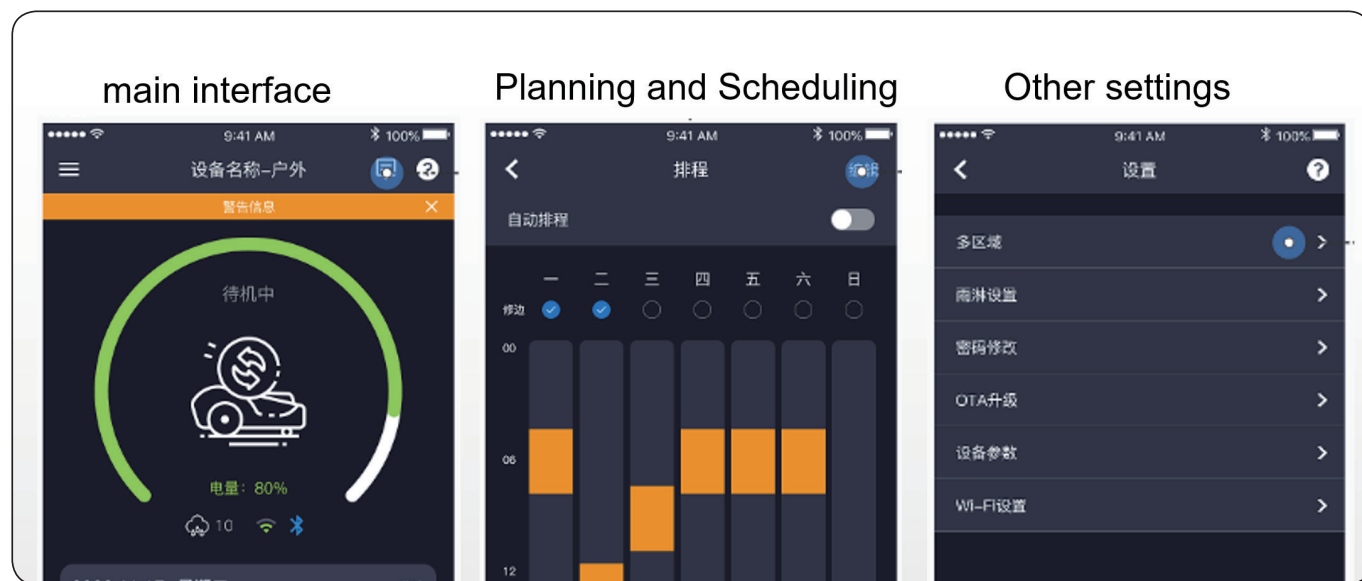 main interface
Planning and Scheduling
Other settings
9:41 AM
100%
设备名称-户外
警告信息
待机中
电量：80%
10
9:41 AM
100%
排程
编辑
自动排程
一 二 三 四 五 六 日
修边
00
06
12
9:41 AM
100%
设置
多区域
雨淋设置
密码修改
OTA升级
设备参数
WI-FI设置